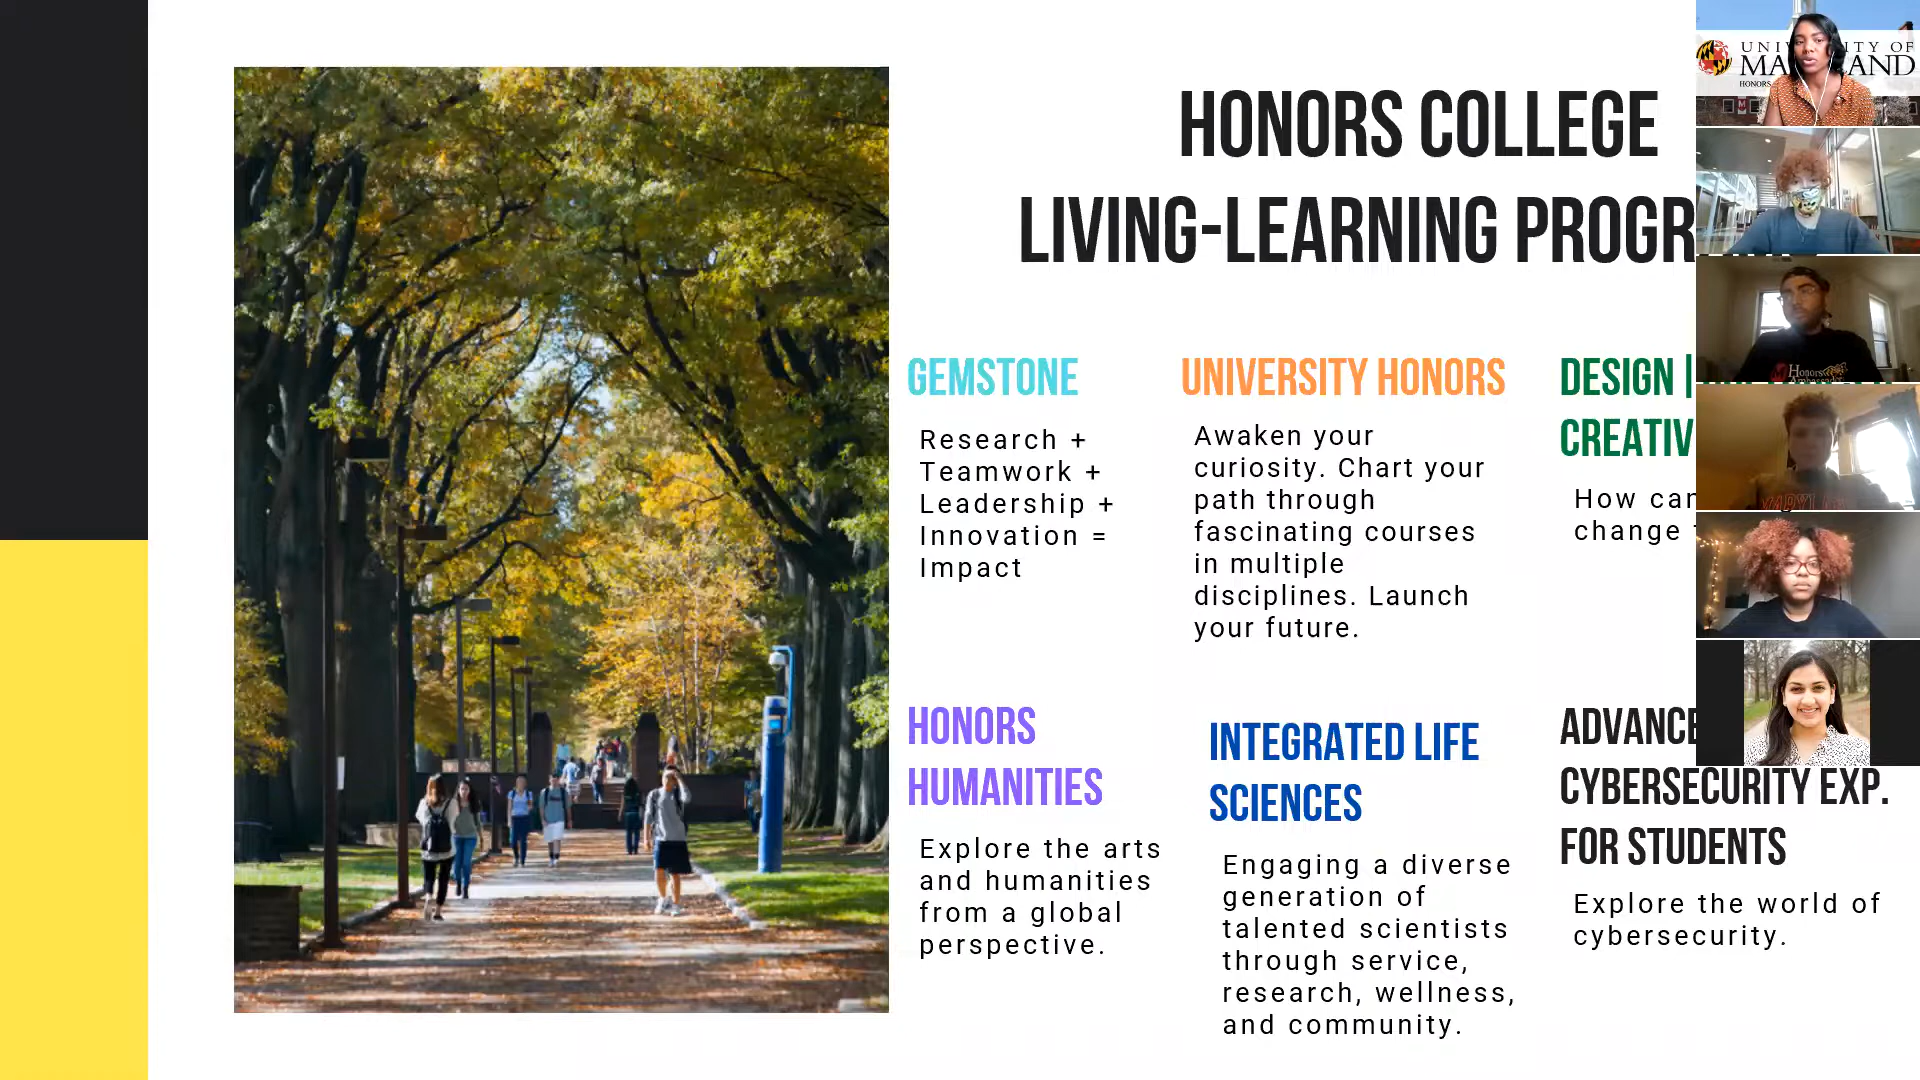 HONORS COLLEGE
LIVING-LEARNING
GEMSTONE
Research +
Teamwork +
Leadership +
Innovation =
Impact
UNIVERSITY HONORS
Awaken your
curiosity. Chart your
path through
fascinating courses
in multiple
disciplines. Launch
your future.
DESIGN |
How can
change
HONORS
HUMANITIES
Explore the arts
and humanities
from a global
perspective.
INTEGRATED LIFE
SCIENCES
Engaging a diverse
generation of
talented scientists
through service,
research, wellness,
and community.
CYBERSECURITY EXP.
FOR STUDENTS
Explore the world of
cybersecurity.
OF
HONORS
Honors